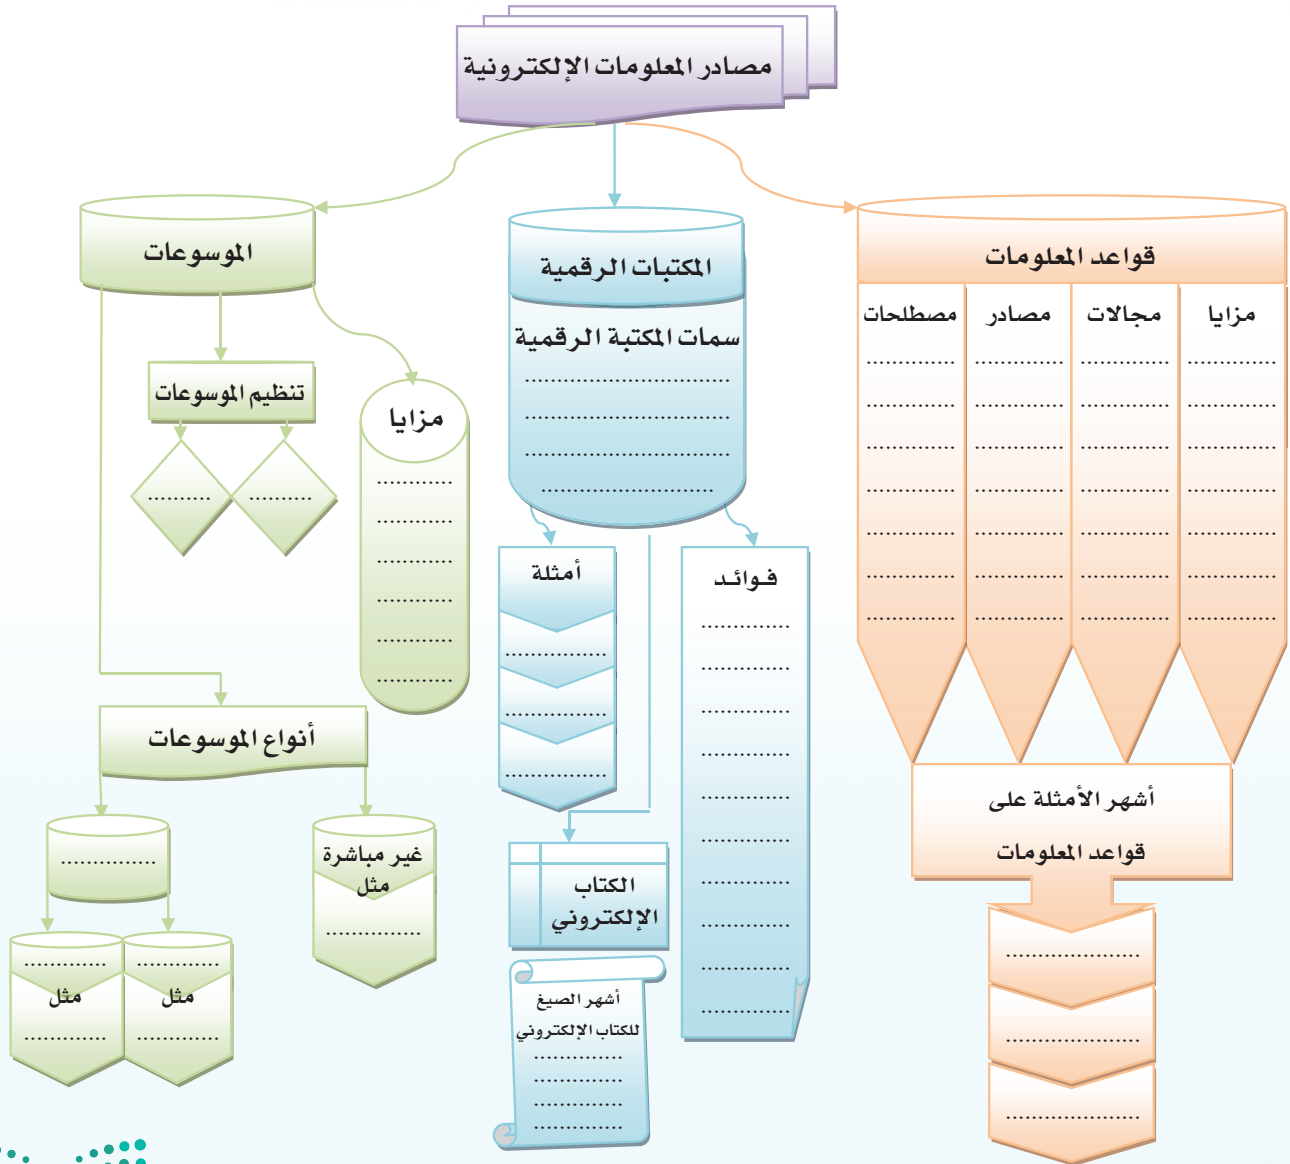 مصادر المعلومات الإلكترونية
قواعد المعلومات
مزايا
مجالات
مصادر
مصطلحات
............
............
............
............
............
............
............
أشهر الأمثلة على
قواعد المعلومات
............
............
............
المكتبات الرقمية
سمات المكتبة الرقمية
............
............
............
............
فوائد
............
............
............
............
............
............
............
............
............
............
أمثلة
............
............
............
الكتاب
الإلكتروني
أشهر الصيغ
للكتاب الإلكتروني
............
............
............
............
الموسوعات
مزايا
............
............
............
............
............
............
تنظيم الموسوعات
............
............
أنواع الموسوعات
غير مباشرة
مثل
............
............
............
مثل
............
............
مثل
............